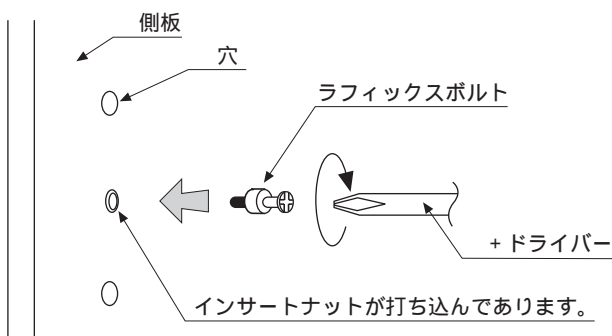 側板
穴
ラフィックスボルト
+ドライバー
インサートナットが打ち込んであります。